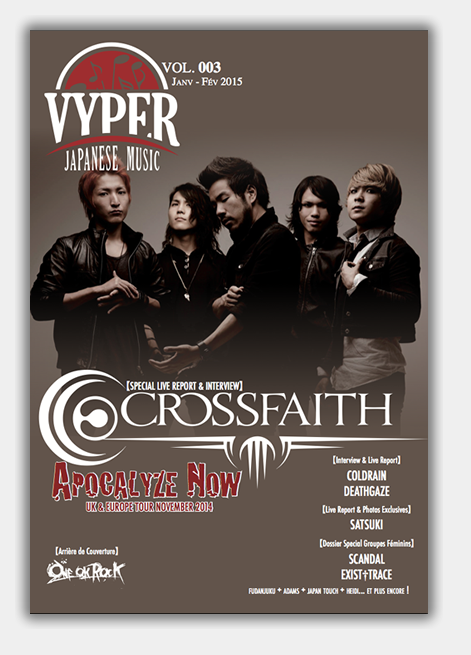 VOL. 003
Janv - Fév 2015
VYPER
JAPANESE MUSIC
[SPECIAL LIVE REPORT & INTERVIEW]
CROSSFAITH
APOCALYZE NOW
UK & EUROPE TOUR NOVEMBER 2014
[Interview & Live Report]
COLDRAIN
DEATHGAZE
[Live Report & Photos Exclusives]
SATSUKI
[Dossier Special Groupes Féminins]
SCANDAL
EXIST†TRACE
[Arrière de Couverture]
ONE OK ROCK
FUDANJUKU + ADAMS + JAPAN TOUCH + HEIDI... ET PLUS ENCORE !